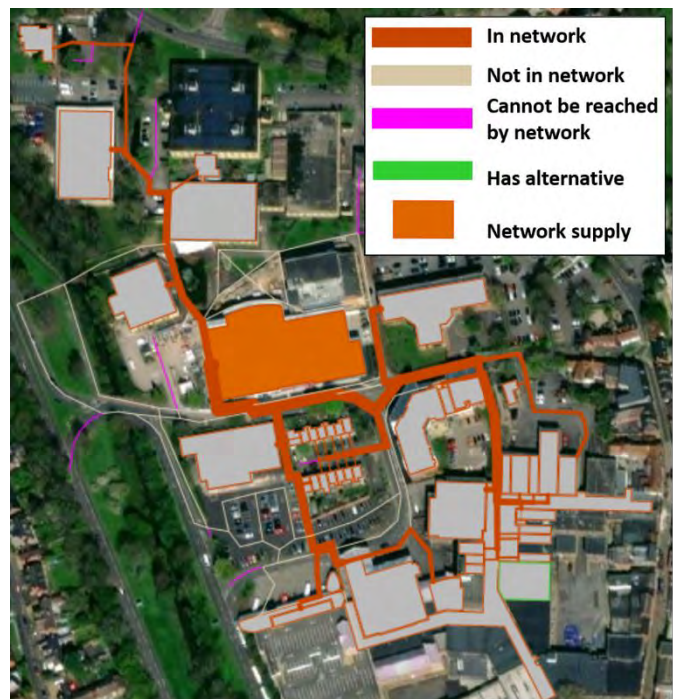 In network
Not in network
Cannot be reached
by network
Has alternative
Network supply